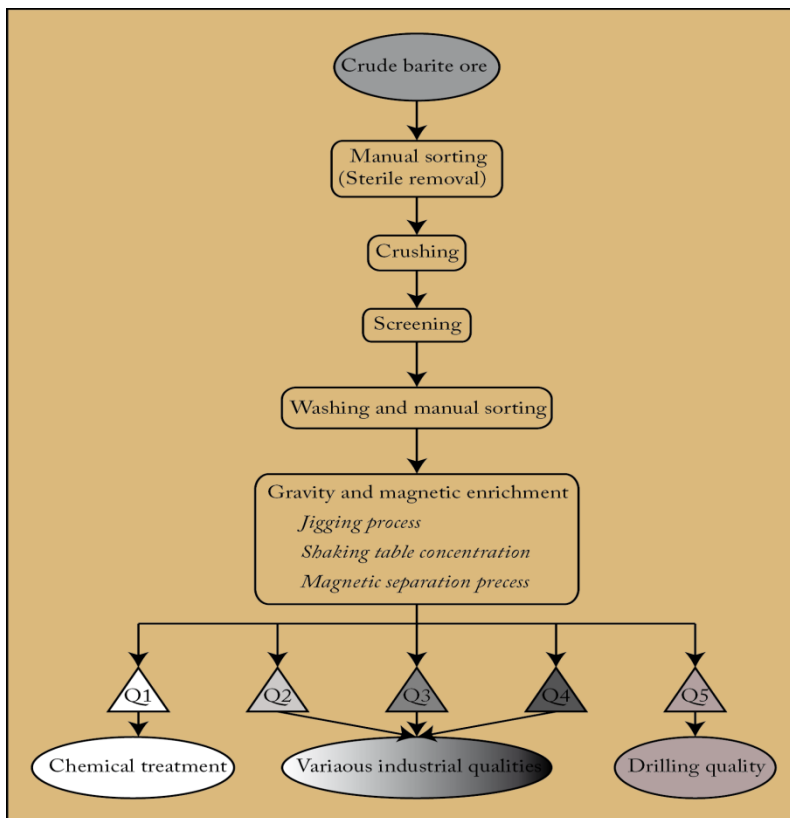 Crude barite ore
Manual sorting
(Sterile removal)
Crushing
Screening
Washing and manual sorting
Gravity and magnetic enrichment
Jigging process
Shaking table concentration
Magnetic separation precess
Q1
Q2
Q3
Q4
Q5
Chemical treatment
Variaous industrial qualities
Drilling quality